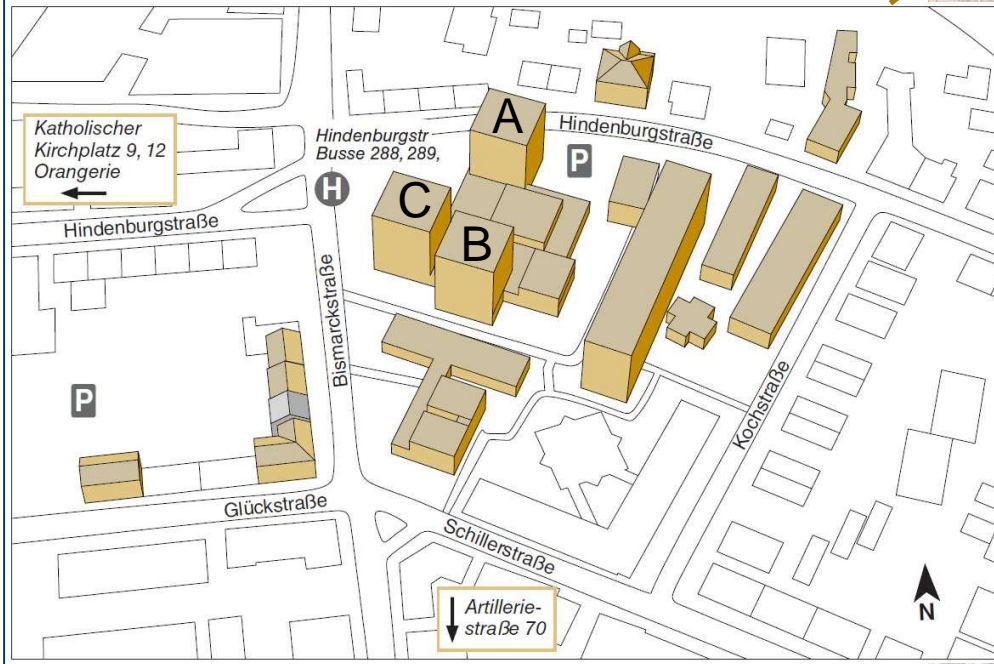 Katholischer
Kirchplatz 9, 12
Orangerie
Hindenburgstr
Busse 288, 289,
H
A
Hindenburgstraße
P
C
B
Hindenburgstraße
Bismarckstraße
P
Kochstraße
Glückstraße
Schillerstraße
Artillerie-
straße 70
N